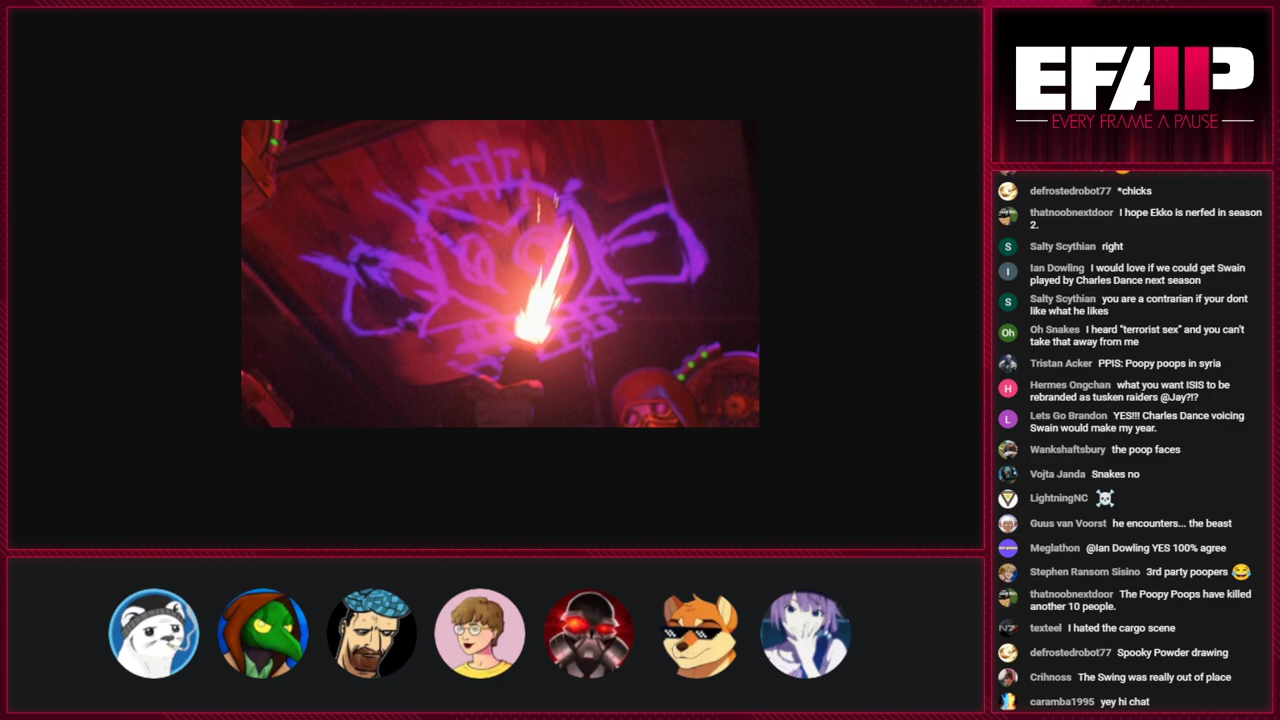 EFAP
EVERY FRAME A PAUSE
defrostedrobot77 *chicks
thatnoobnextdoor I hope Ekko is nerfed in season
2.
S
Salty Scythian right
I
Ian Dowling I would love if we could get Swain
played by Charles Dance next season
S
Salty Scythian you are a contrarian if your dont
like what he likes
Oh
Oh Snakes I heard "terrorist sex" and you can't
take that away from me
Tristan Acker PPIS: Poopy poops in syria
H
Hermes Ongchan what you want ISIS to be
rebranded as tusken raiders @Jay?!?
L
Lets Go Brandon YES!!! Charles Dance voicing
Swain would make my year.
Wankshaftsbury the poop faces
Vojta Janda Snakes no
LightningNC ☠️
Guus van Voorst he encounters... the beast
Meglathon @Ian Dowling YES 100% agree
Stephen Ransom Sisino 3rd party poopers 😂
thatnoobnextdoor The Poopy Poops have killed
another 10 people.
N7
texteel I hated the cargo scene
defrostedrobot77 Spooky Powder drawing
Crihnoss The Swing was really out of place
caramba1995 yey hi chat